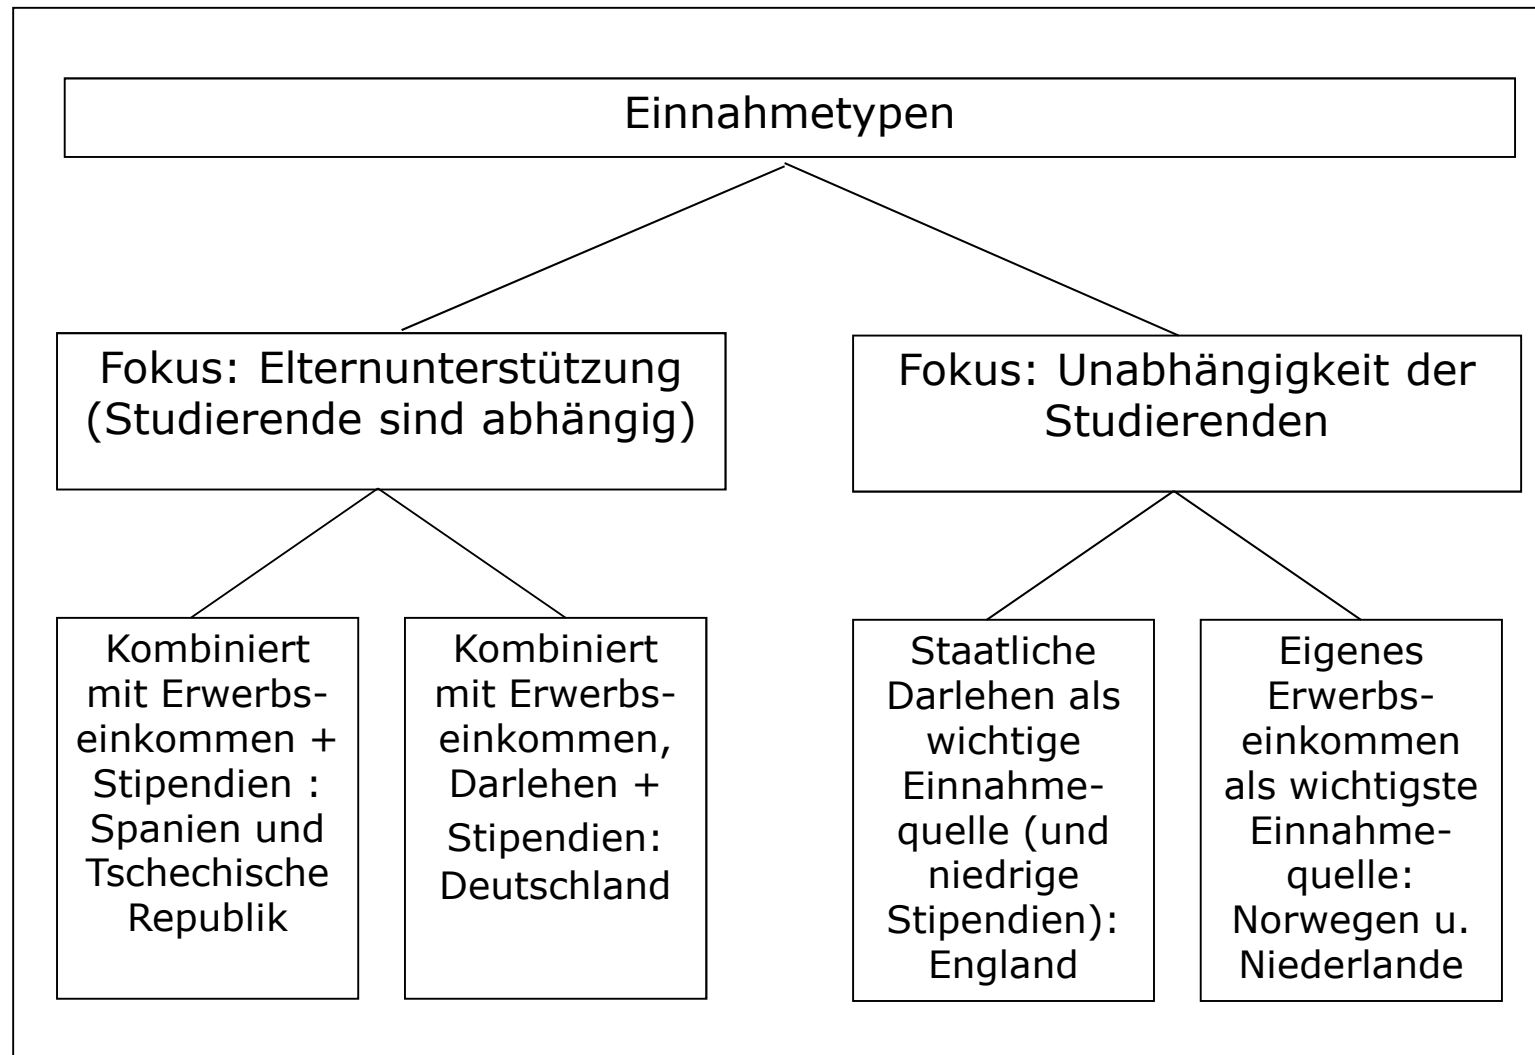 Einnahmetypen
Fokus: Elternunterstützung
(Studierende sind abhängig)
Fokus: Unabhängigkeit der
Studierenden
Kombiniert
mit Erwerbs-
einkommen +
Stipendien :
Spanien und
Tschechische
Republik
Kombiniert
mit Erwerbs-
einkommen,
Darlehen +
Stipendien:
Deutschland
Staatliche
Darlehen als
wichtige
Einnahme-
quelle (und
niedrige
Stipendien):
England
Eigenes
Erwerbs-
einkommen
als wichtigste
Einnahme-
quelle:
Norwegen u.
Niederlande